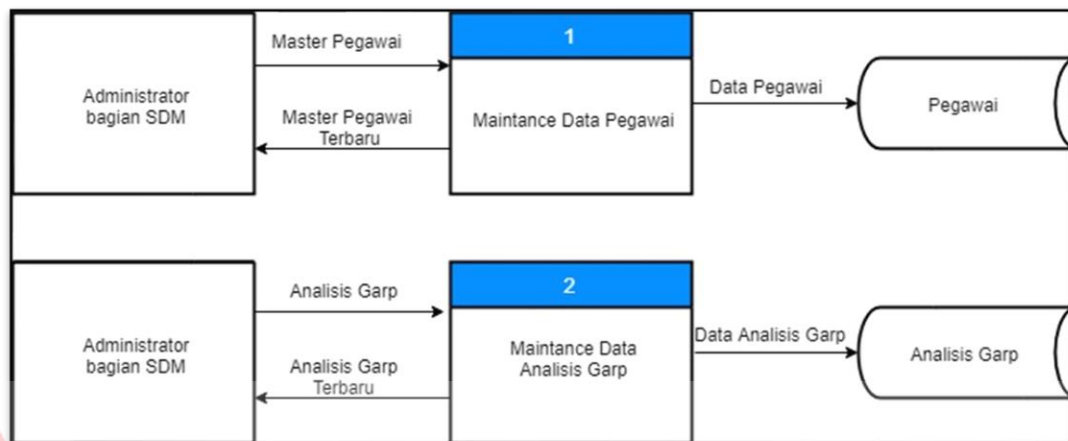 Administrator
bagian SDM
Master Pegawai
Master Pegawai
Terbaru
1
Maintance Data Pegawai
Data Pegawai
Pegawai
Administrator
bagian SDM
Analisis Garp
Analisis Garp
Terbaru
2
Maintance Data
Analisis Garp
Data Analisis Garp
Analisis Garp